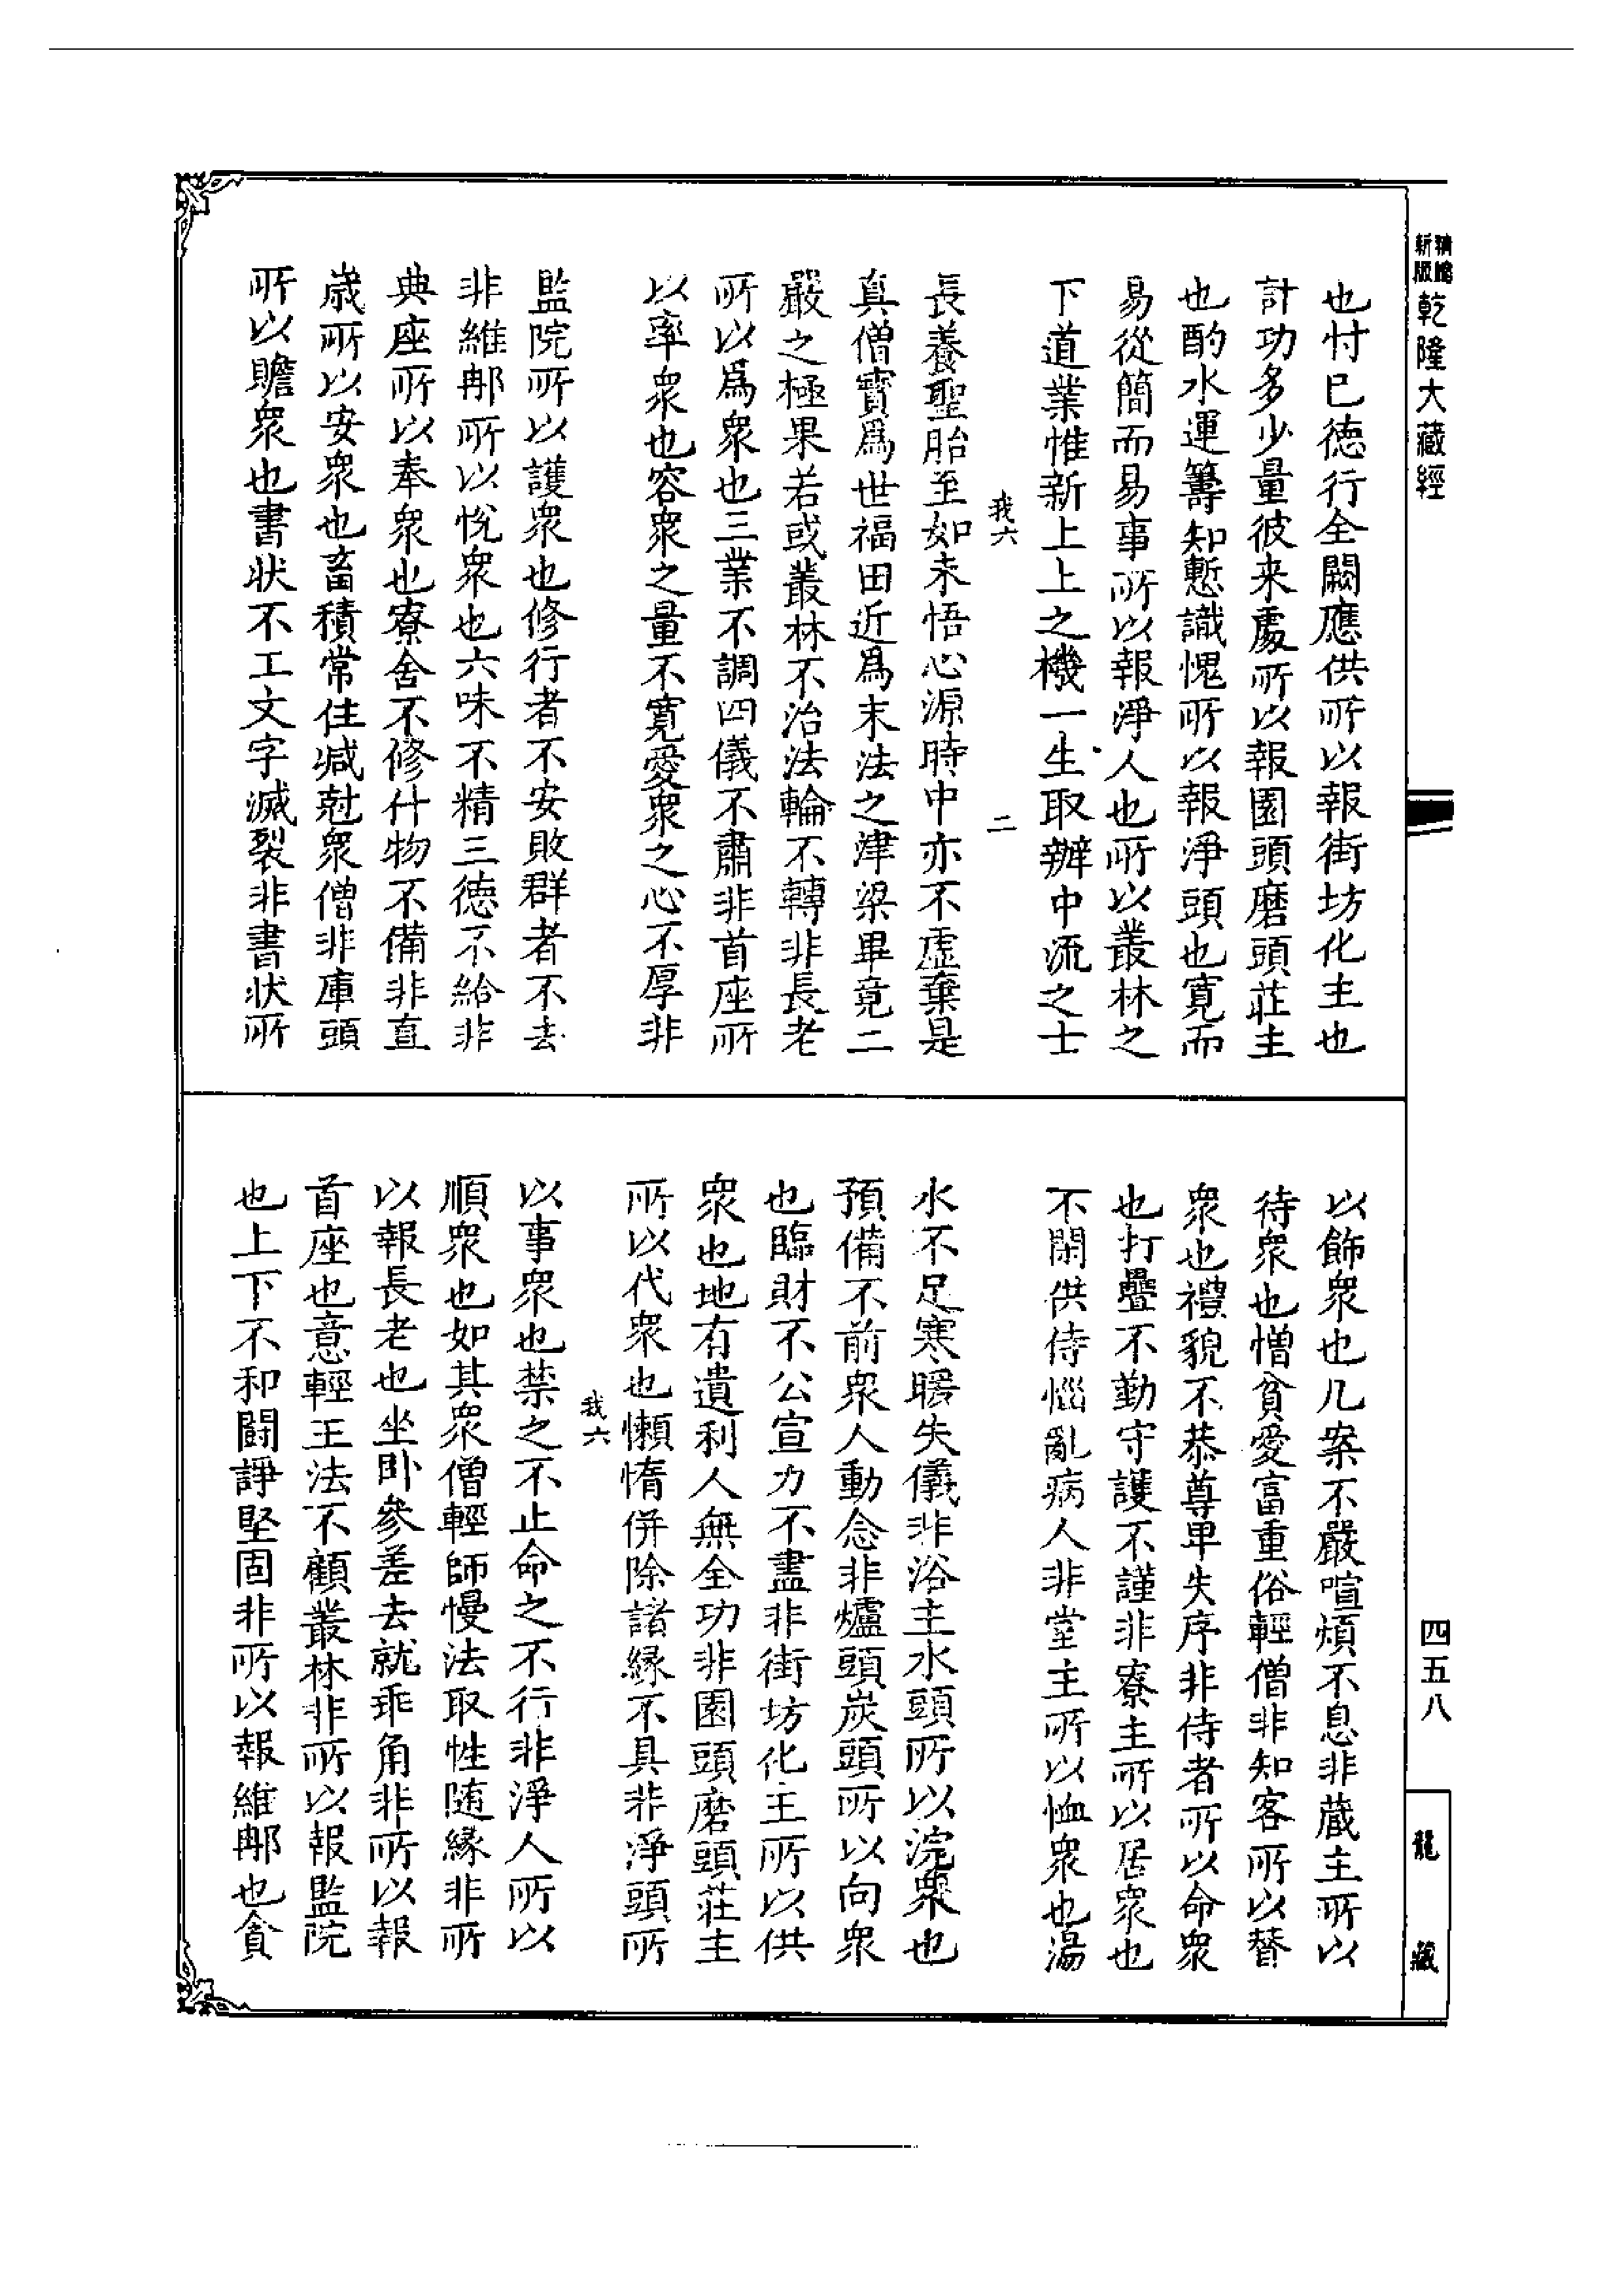 精縮新版
乾隆大藏經
四五八
龍藏
也忖已德行全闕應供所以報街坊化主也
計功多少量彼来處所以報園頭磨頭莊主
也酌水運籌知慙識愧所以報淨頭也寬而
易從簡而易事所以報淨人也所以叢林之
下道業惟新上上之機一生取辦中流之士
我六
二
長養聖胎至如未悟心源時中亦不虛棄是
真僧寳爲世福田近爲末法之津梁畢竟二
嚴之極果若或叢林不治法輪不轉非長老
所以爲衆也三業不調四儀不肅非首座所
以率衆也容衆之量不寬愛衆之心不厚非
監院所以護衆也修行者不安敗群者不去
非維那所以悅衆也六味不精三德不給非
典座所以奉衆也寮舍不修什物不備非直
歲所以安衆也畜積常住减尅衆僧非庫頭
所以贍衆也書状不工文字滅裂非書状所
以飾衆也几案不嚴喧煩不息非藏主所以
待衆也憎貧愛富重俗輕僧非知客所以贊
衆也禮貌不恭尊卑失序非侍者所以命衆
也打疊不勤守護不謹非寮主所以居衆也
不閑供侍惱亂病人非堂主所以恤衆也湯
水不足寒暖失儀非浴主水頭所以浣衆也
預備不前衆人動念非爐頭炭頭所以向衆
也臨財不公宣力不盡非街坊化主所以供
衆也地有遺利人無全功非園頭磨頭莊主
所以代衆也懶惰併除諸緣不具非淨頭所
我六
以事衆也禁之不止命之不行非淨人所以
順衆也如其衆僧輕師慢法取性随緣非所
以報長老也坐卧參差去就乖角非所以報
首座也意輕王法不顧叢林非所以報監院
也上下不和鬪諍堅固非所以報維那也貪